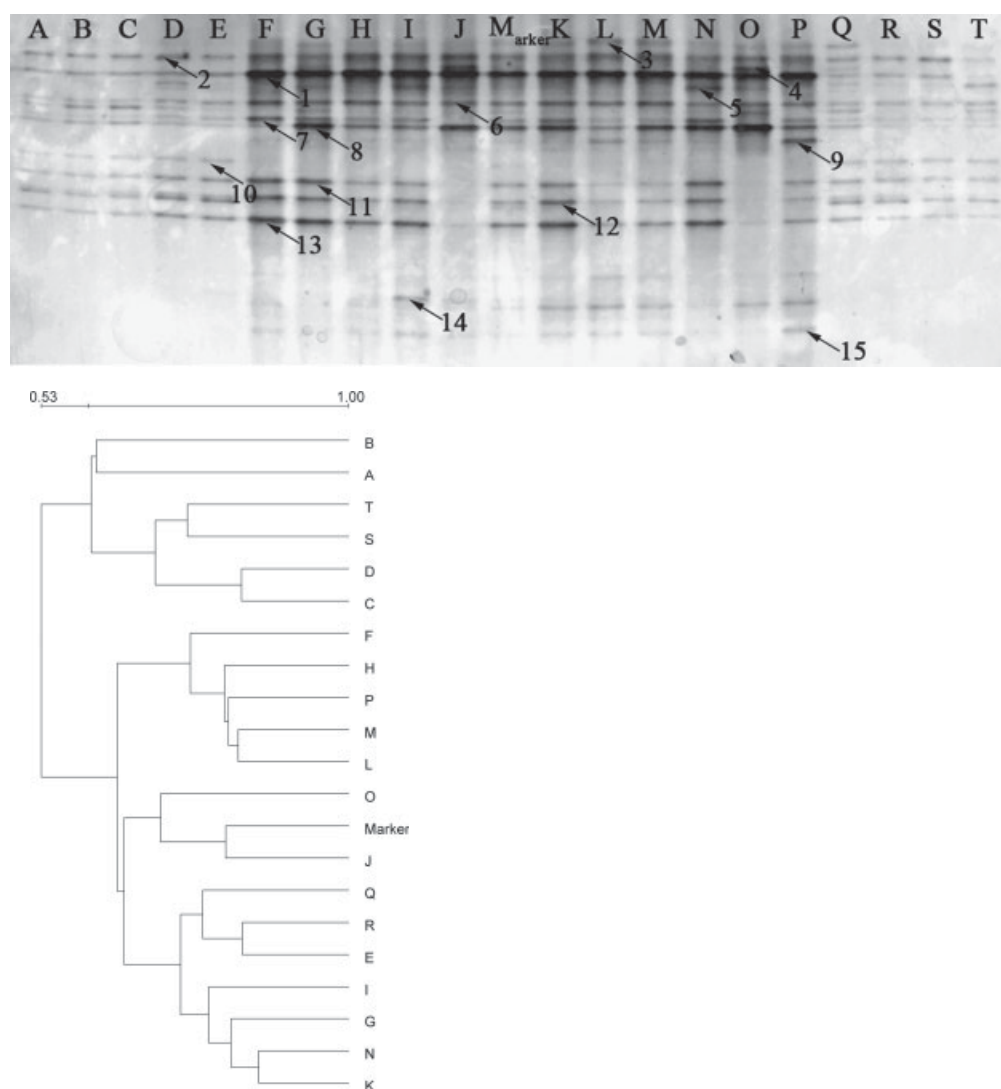 A B C D E F G H I J Marker K L M N O P Q R S T
3
2
1
4
5
6
7
8
9
10
11
12
13
14
15
0.53 1.00
B
A
T
S
D
C
F
H
P
M
L
O
Marker
J
Q
R
E
I
G
N
K